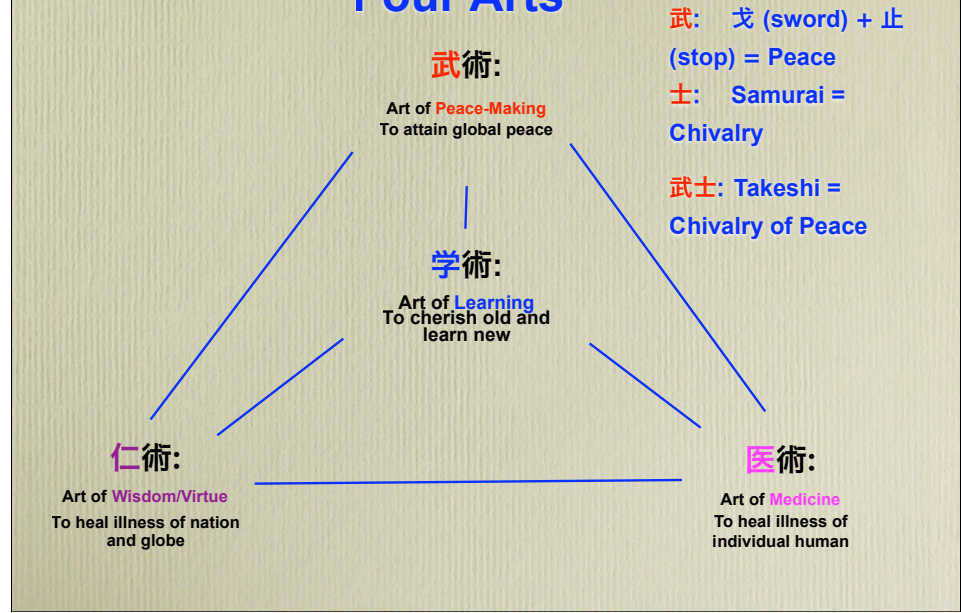 Four Arts
武術:
Art of Peace-Making
To attain global peace
武: 戈 (sword) + 止
(stop) = Peace
士: Samurai =
Chivalry
武士: Takeshi =
Chivalry of Peace
学術:
Art of Learning
To cherish old and
learn new
仁術:
Art of Wisdom/Virtue
To heal illness of nation
and globe
医術:
Art of Medicine
To heal illness of
individual human